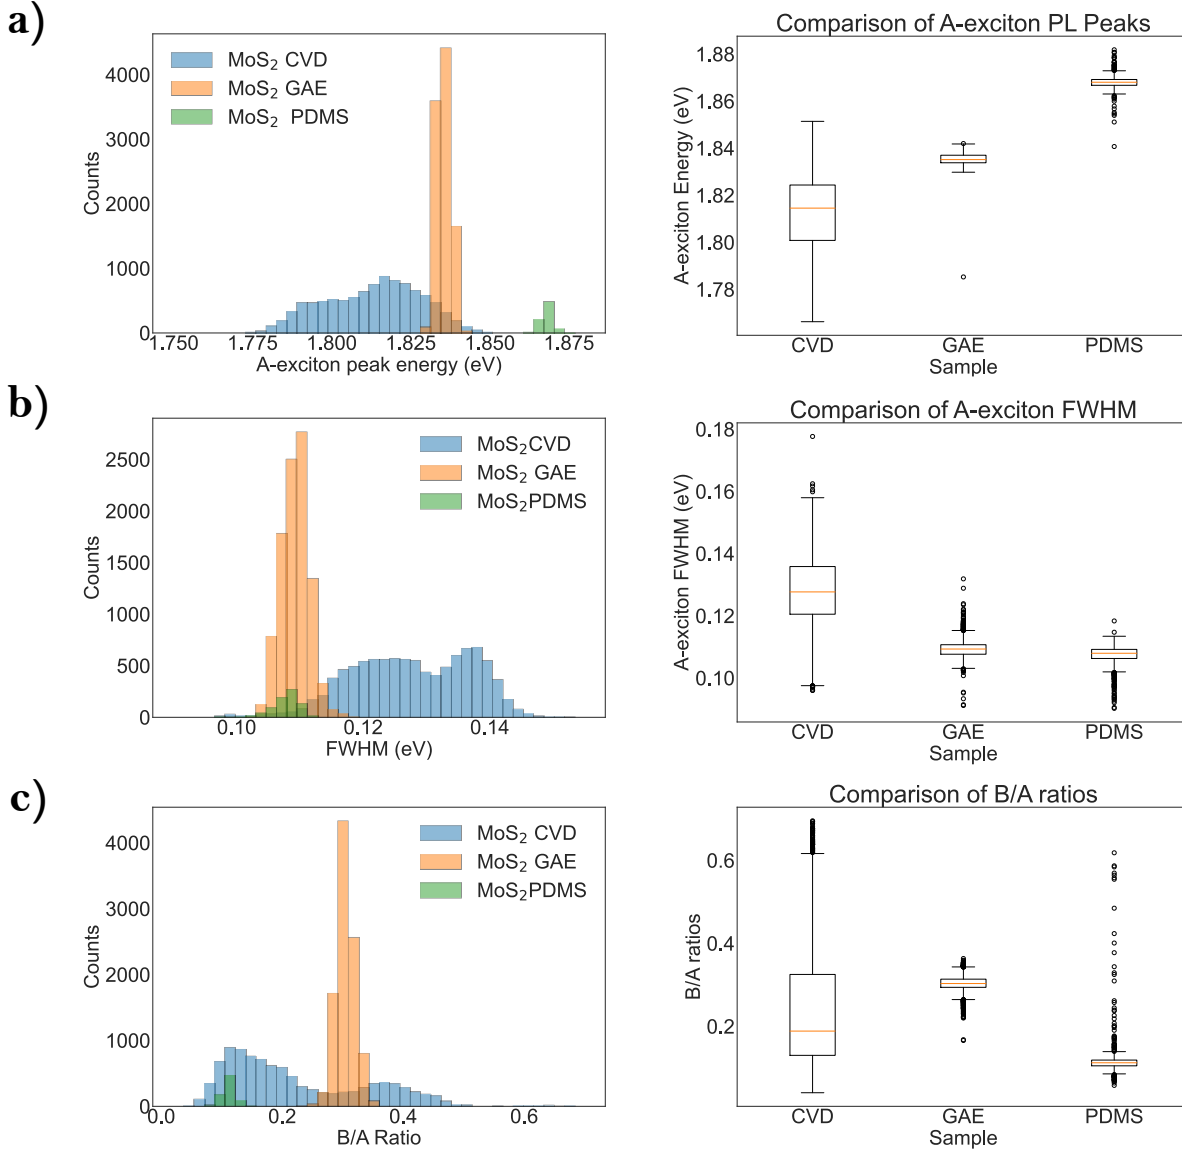 a)
MoS2 CVD
MoS2 GAE
MoS2 PDMS
4000
3000
2000
1000
0
Counts
1.750 1.775 1.800 1.825 1.850 1.875
A-exciton peak energy (eV)
Comparison of A-exciton PL Peaks
1.88
1.86
1.84
1.82
1.80
1.78
A-exciton Energy (eV)
CVD GAE PDMS
Sample
b)
MoS2CVD
MoS2 GAE
MoS2PDMS
2500
2000
1500
1000
500
0
Counts
0.10 0.12 0.14
FWHM (eV)
Comparison of A-exciton FWHM
0.18
0.16
0.14
0.12
0.10
A-exciton FWHM (eV)
CVD GAE PDMS
Sample
c)
MoS2 CVD
MoS2 GAE
MoS2PDMS
4000
3000
2000
1000
0
Counts
0.0 0.2 0.4 0.6
B/A Ratio
Comparison of B/A ratios
0.6
0.4
0.2
B/A ratios
CVD GAE PDMS
Sample